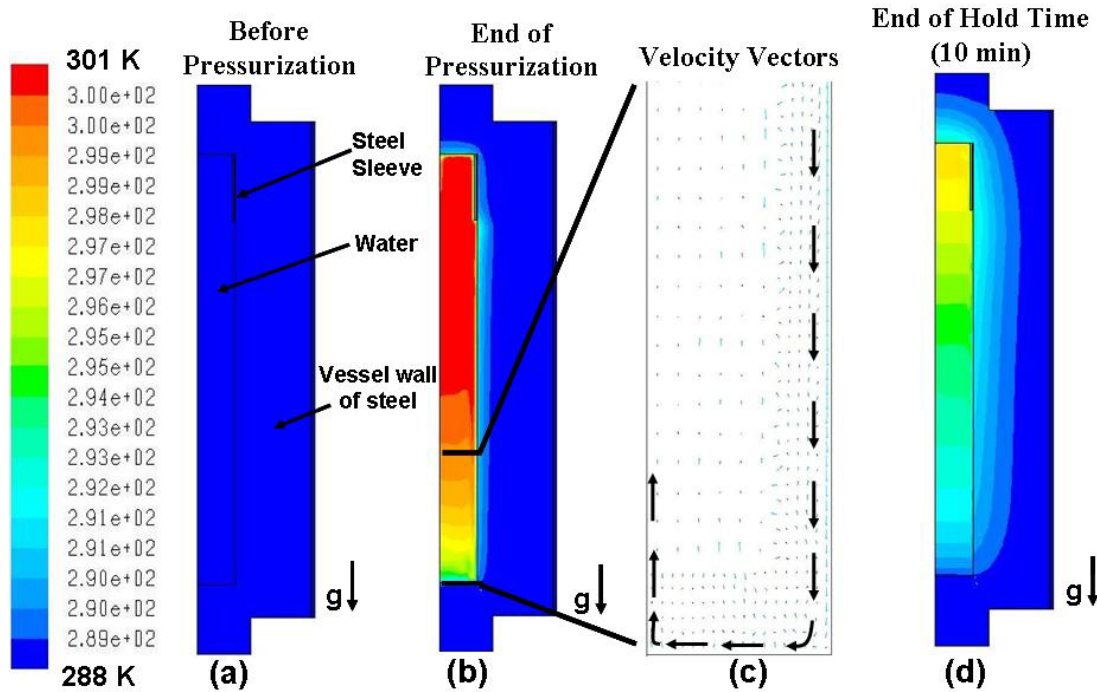 Before
Pressurization
End of
Pressurization
Velocity Vectors
End of Hold Time
(10 min)
301 K
3.00e+02
3.00e+02
2.99e+02
2.99e+02
2.98e+02
2.97e+02
2.97e+02
2.96e+02
2.95e+02
2.95e+02
2.94e+02
2.93e+02
2.93e+02
2.92e+02
2.91e+02
2.91e+02
2.90e+02
2.90e+02
2.89e+02
288 K
Steel
Sleeve
Water
Vessel wall
of steel
g
g
g
(a)
(b)
(c)
(d)